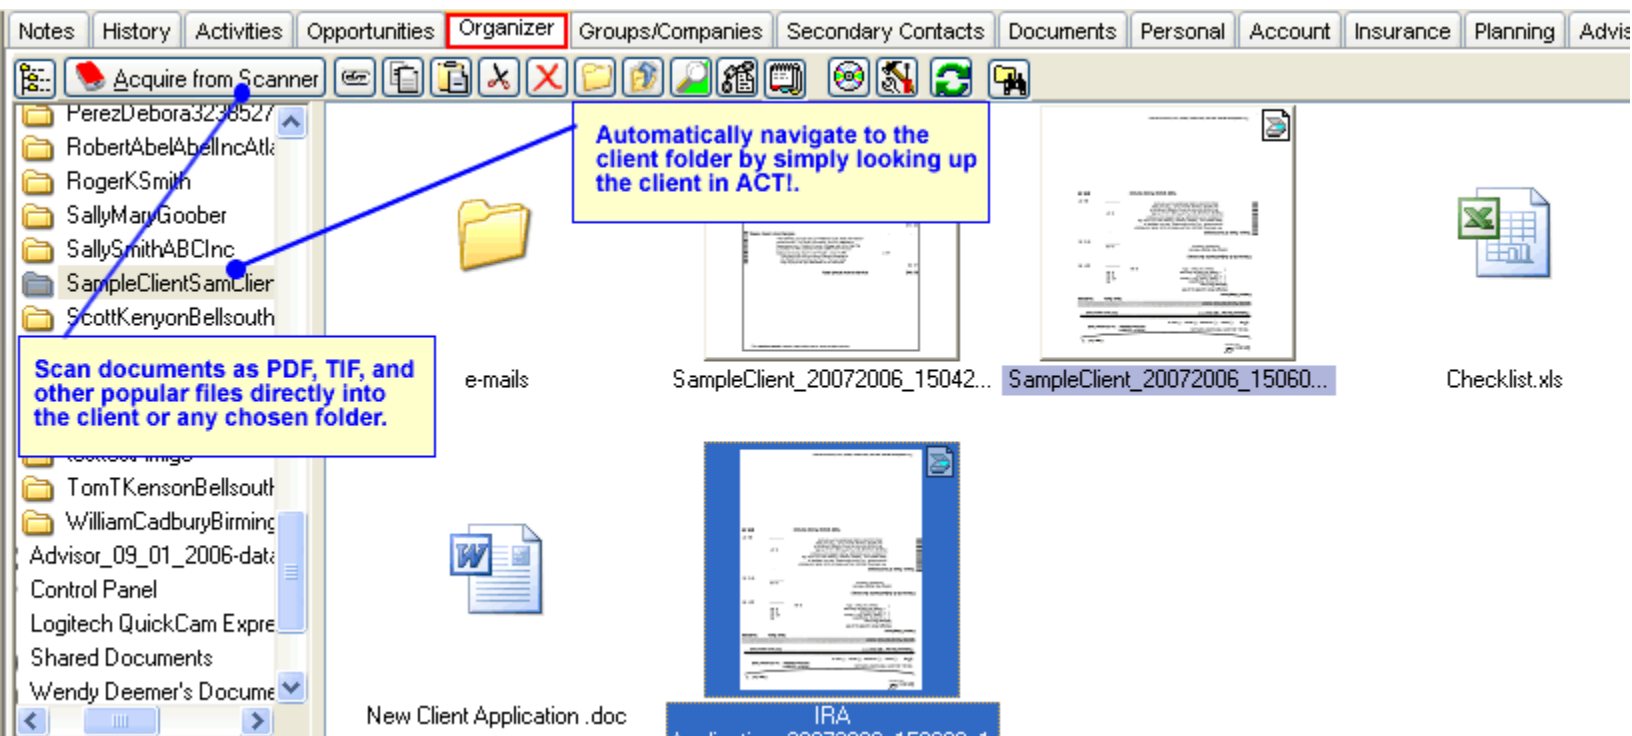 Notes History Activities Opportunities Organizer Groups/Companies Secondary Contacts Documents Personal Account Insurance Planning Advis
Acquire from Scanner
PerezDebora3238527
RobertAbelAbellIncAtla
RogerKSmith
SallyMaryGoober
SallySmithABCInc
SampleClientSamClien
ScottKenyonBellsouth
Automatically navigate to the
client folder by simply looking up
the client in ACT!.
Scan documents as PDF, TIF, and
other popular files directly into
the client or any chosen folder.
TomTKensonBellsouth
WilliamCadburyBirming
Advisor_09_01_2006-data
Control Panel
Logitech QuickCam Expre
Shared Documents
Wendy Deemer's Docume
e-mails
SampleClient_20072006_15042...
SampleClient_20072006_15060...
Checklist.xls
New Client Application .doc
IRA